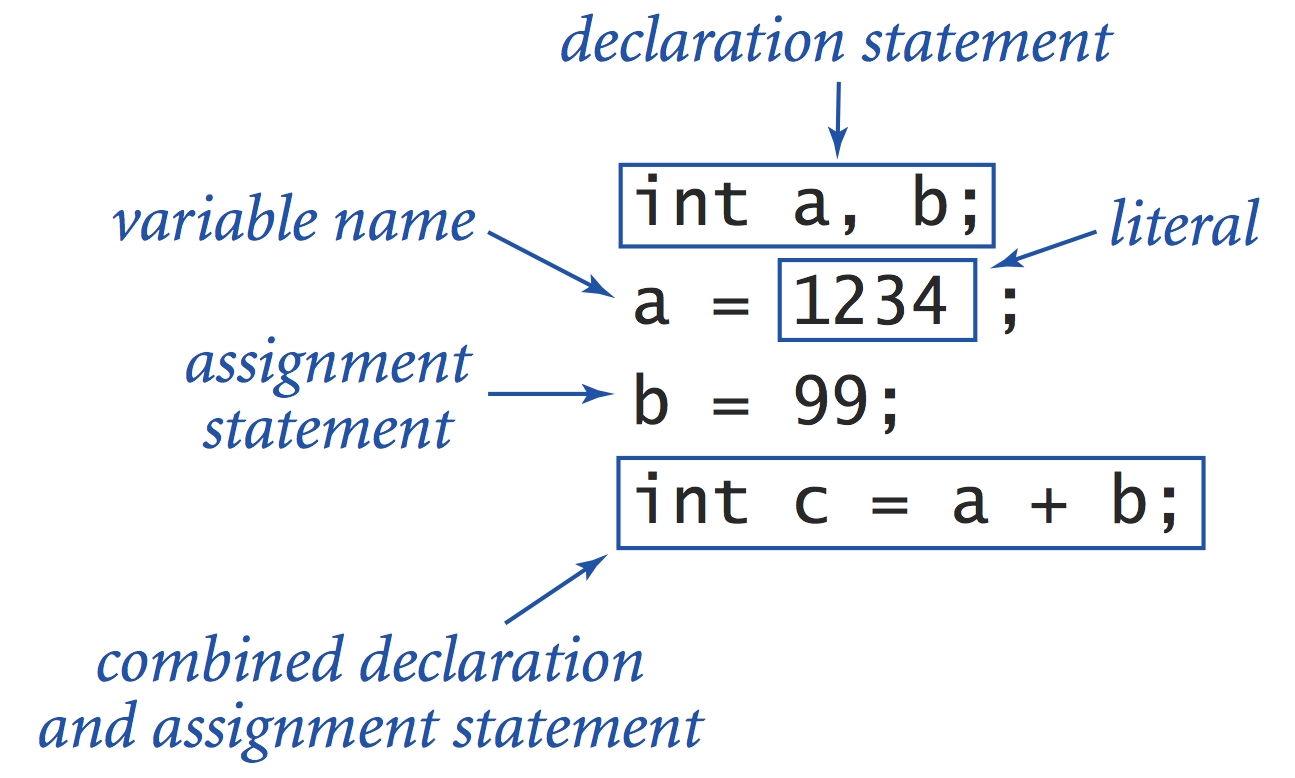 declaration statement
int a, b;
variable name
literal
a = 1234 ;
assignment
statement
b = 99;
int c = a + b;
combined declaration
and assignment statement